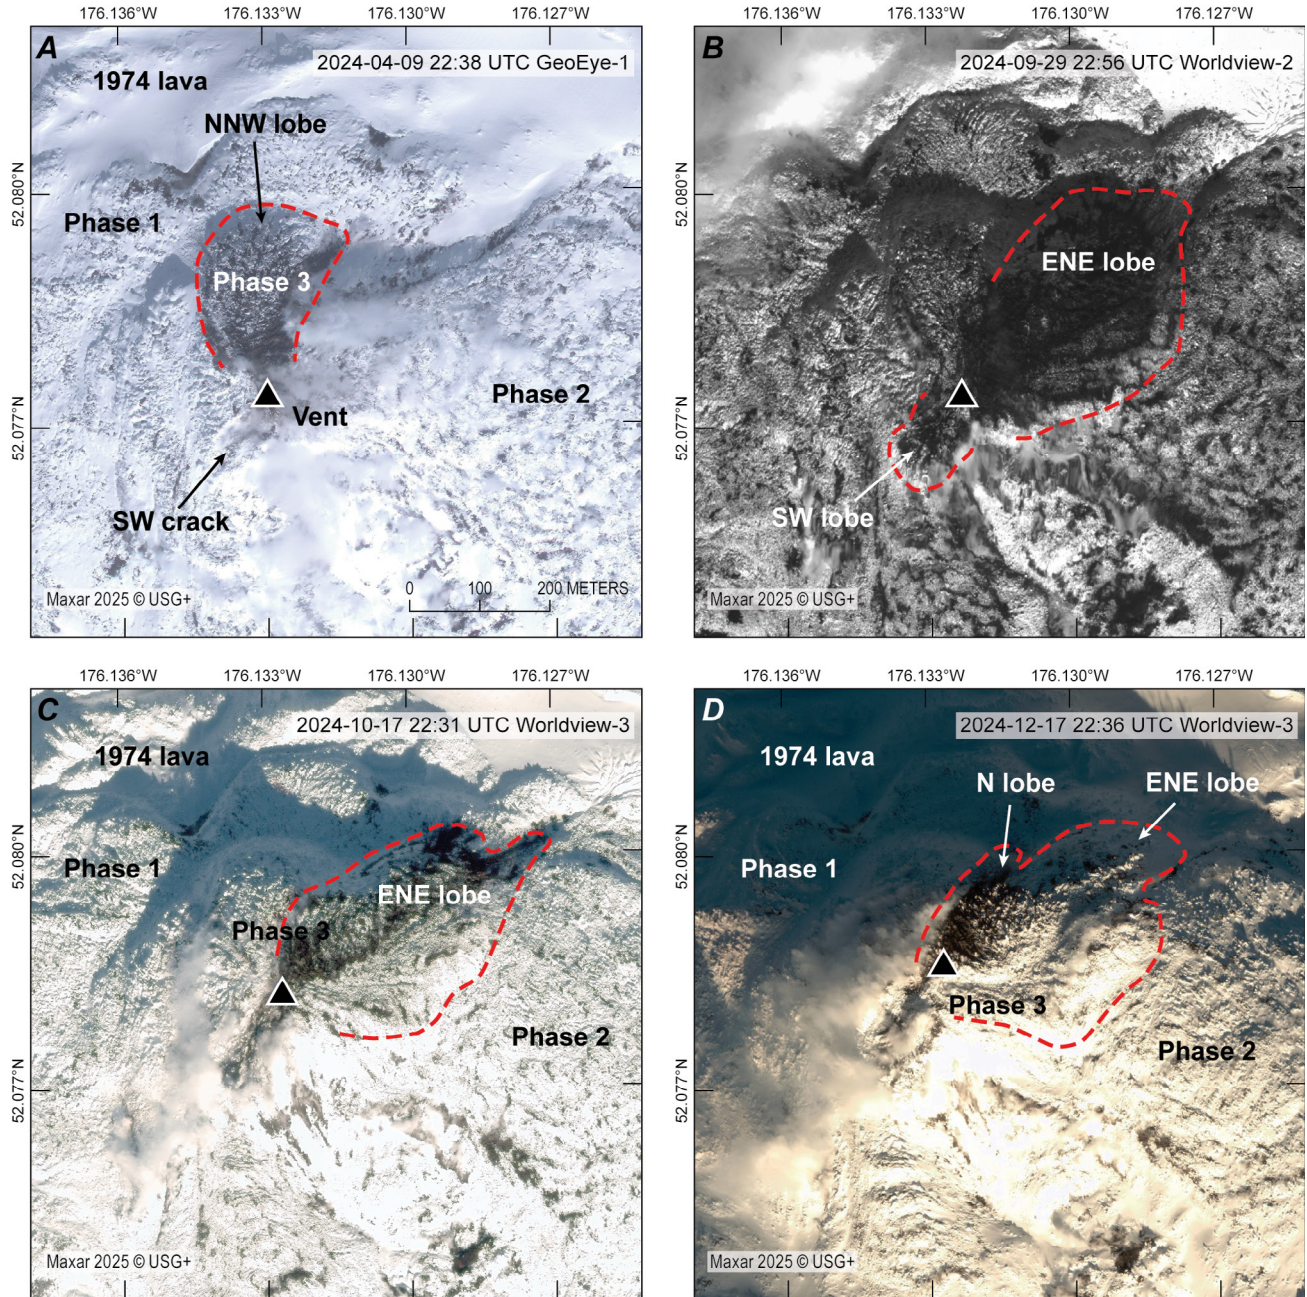 176.136°W 176.133°W 176.130°W 176.127°W
A
2024-04-09 22:38 UTC GeoEye-1
1974 lava
NNW lobe
52.080°N
Phase 1
Phase 3
Phase 2
52.077°N
Vent
SW crack
0 100 200 METERS
Maxar 2025 © USG+
176.136°W 176.133°W 176.130°W 176.127°W
B
2024-09-29 22:56 UTC Worldview-2
52.080°N
ENE lobe
52.077°N
SW lobe
Maxar 2025 © USG+
176.136°W 176.133°W 176.130°W 176.127°W
C
2024-10-17 22:31 UTC Worldview-3
1974 lava
52.080°N
Phase 1
ENE lobe
Phase 3
Phase 2
52.077°N
Maxar 2025 © USG+
176.136°W 176.133°W 176.130°W 176.127°W
D
2024-12-17 22:36 UTC Worldview-3
1974 lava
N lobe
ENE lobe
52.080°N
Phase 1
Phase 3
Phase 2
52.077°N
Maxar 2025 © USG+